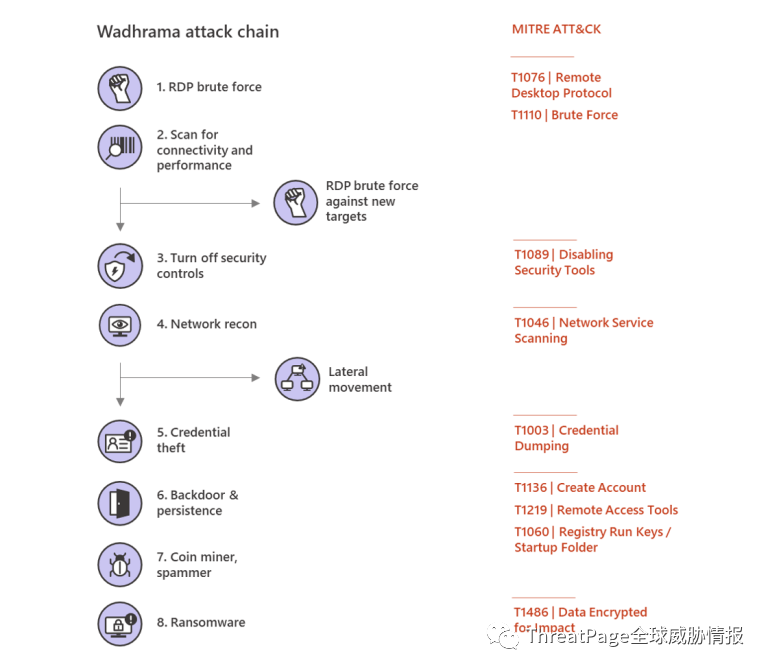 Wadhrama attack chain
MITRE ATT&CK
1. RDP brute force
T1076 | Remote
Desktop Protocol
T1110 | Brute Force
2. Scan for
connectivity and
performance
RDP brute force
against new
targets
3. Turn off security
controls
T1089 | Disabling
Security Tools
4. Network recon
T1046 | Network Service
Scanning
Lateral
movement
5. Credential
theft
T1003 | Credential
Dumping
6. Backdoor &
persistence
T1136 | Create Account
T1219 | Remote Access Tools
T1060 | Registry Run Keys /
Startup Folder
7. Coin miner,
spammer
8. Ransomware
T1486 | Data Encrypted
for Impact
ThreatPage全球威胁情报